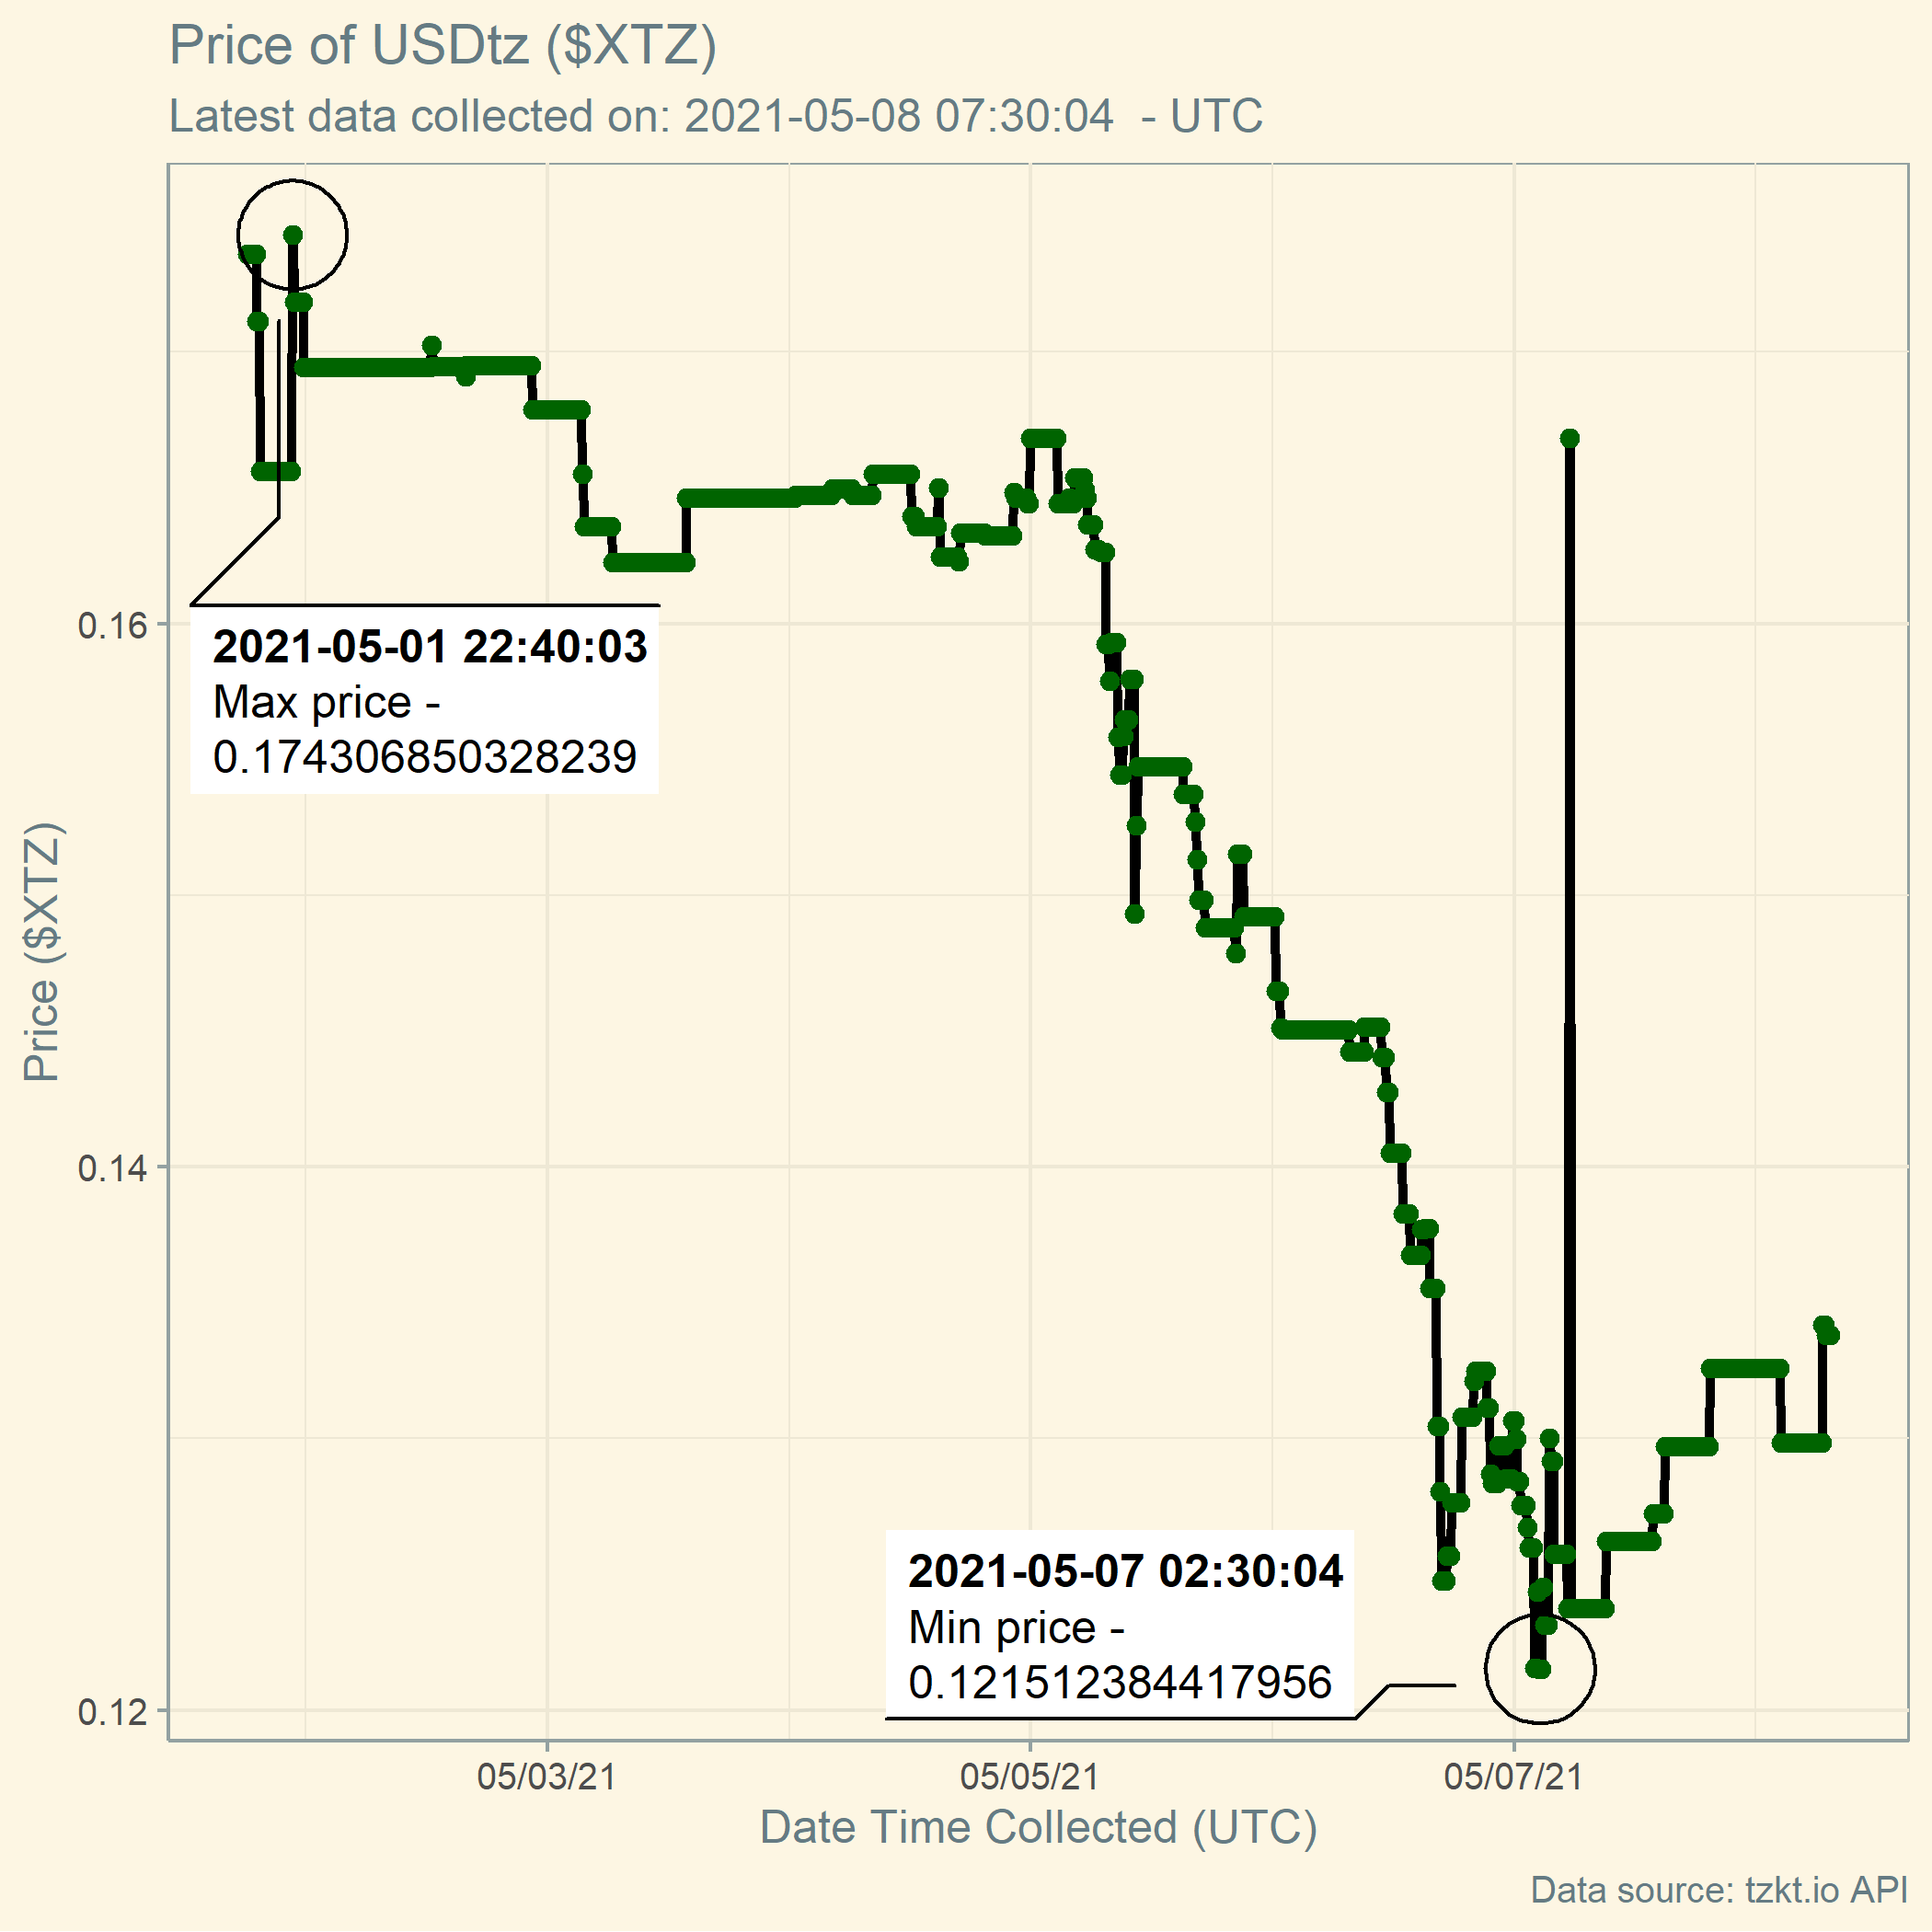 Price of USDtz ($XTZ)
Latest data collected on: 2021-05-08 07:30:04  - UTC
Price ($XTZ)
0.16
0.14
0.12
2021-05-01 22:40:03
Max price -
0.174306850328239
2021-05-07 02:30:04
Min price -
0.121512384417956
05/03/21
05/05/21
05/07/21
Date Time Collected (UTC)
Data source: tzkt.io API